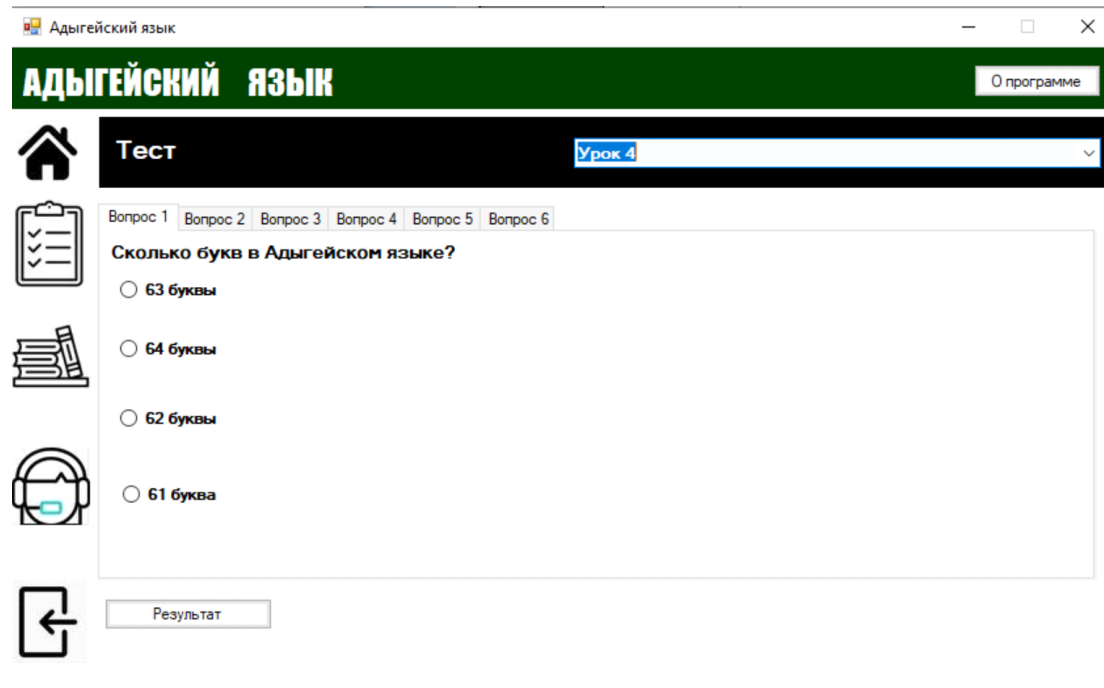 Адыгейский язык
АДЫГЕЙСКИЙ ЯЗЫК
О программе
Тест
Урок 4
Вопрос 1 Вопрос 2 Вопрос 3 Вопрос 4 Вопрос 5 Вопрос 6
Сколько букв в Адыгейском языке?
63 буквы
64 буквы
62 буквы
61 буква
Результат